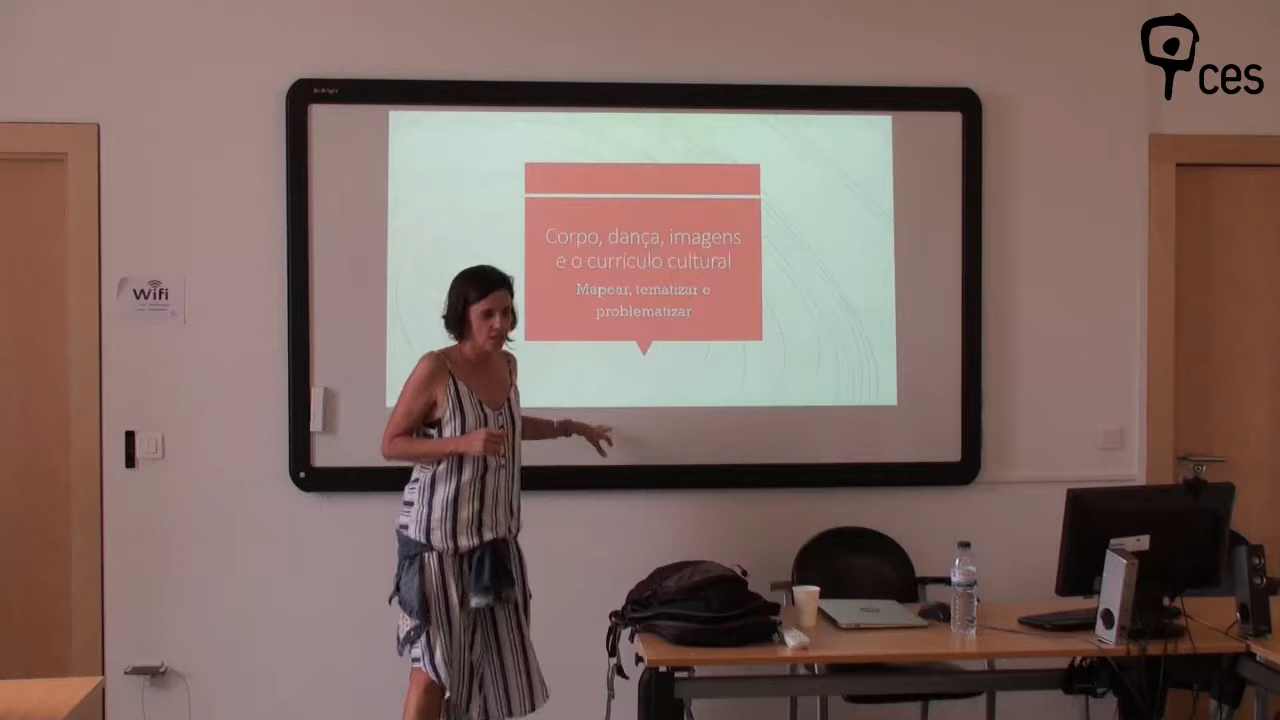 ces
Corpo, dança, imagens
e o currículo cultural
Mapear, tematizar e
problematizar
Wifi